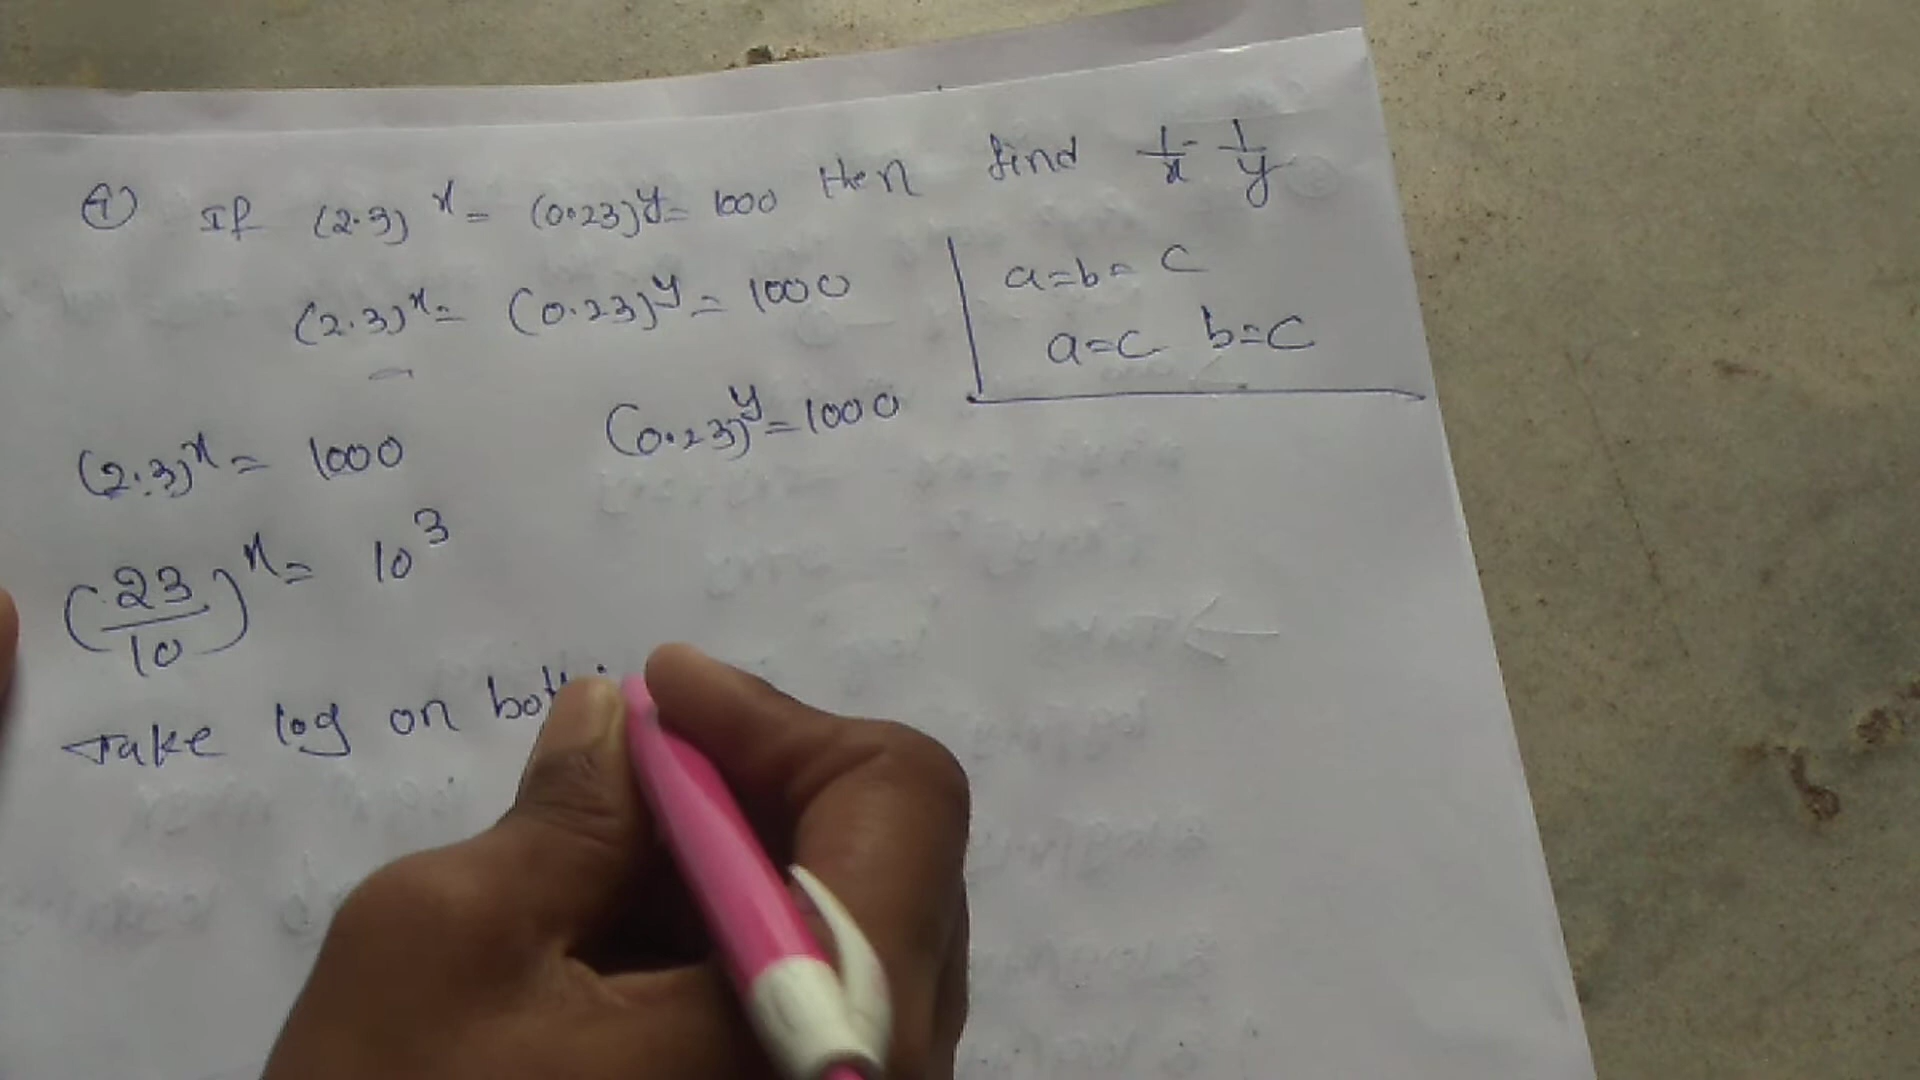 Q) If (2.3)^x = (0.23)^y = 1000 then find 1/x - 1/y
(2.3)^x = (0.23)^y = 1000
a=b=c
a=c b=c
(2.3)^x = 1000
(0.23)^y = 1000
(23/10)^x = 10^3
Take log on both